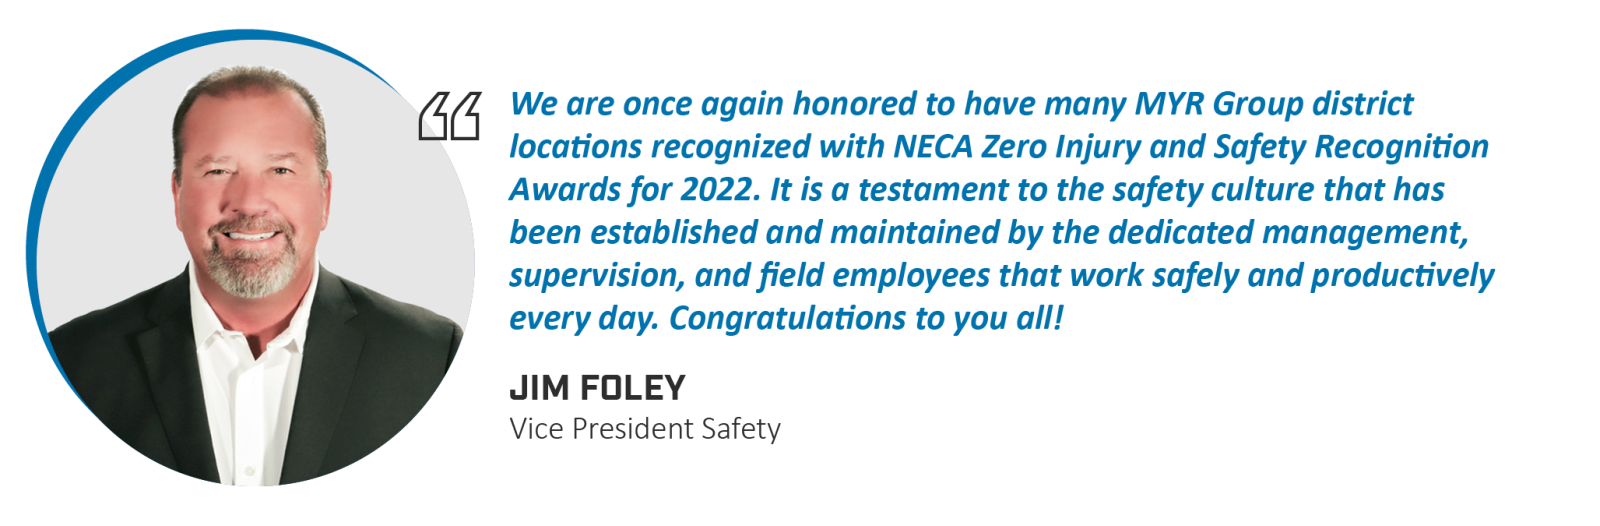 “
We are once again honored to have many MYR Group district
locations recognized with NECA Zero Injury and Safety Recognition
Awards for 2022. It is a testament to the safety culture that has
been established and maintained by the dedicated management,
supervision, and field employees that work safely and productively
every day. Congratulations to you all!
JIM FOLEY
Vice President Safety